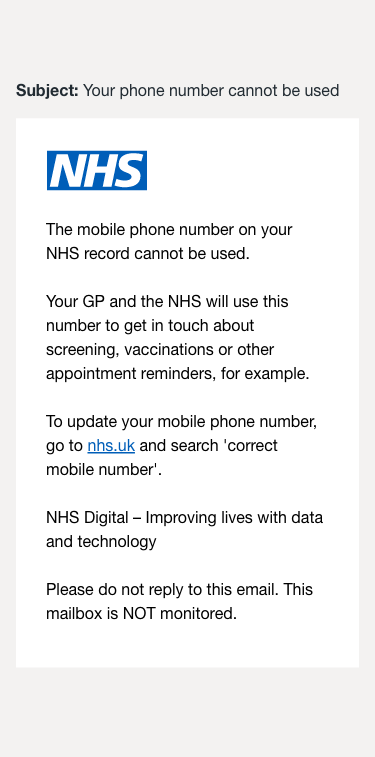 Subject: Your phone number cannot be used
NHS
The mobile phone number on your
NHS record cannot be used.
Your GP and the NHS will use this
number to get in touch about
screening, vaccinations or other
appointment reminders, for example.
To update your mobile phone number,
go to nhs.uk and search 'correct
mobile number'.
NHS Digital – Improving lives with data
and technology
Please do not reply to this email. This
mailbox is NOT monitored.